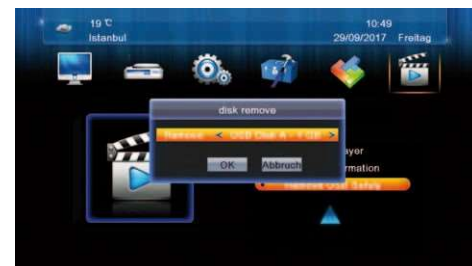 19 °C
10:49
Istanbul
29/09/2017 Freitag
disk remove
Remove < USB Disk A - 1 GB >
OK Abbruch
ayer
rmation
Remove USB Safely